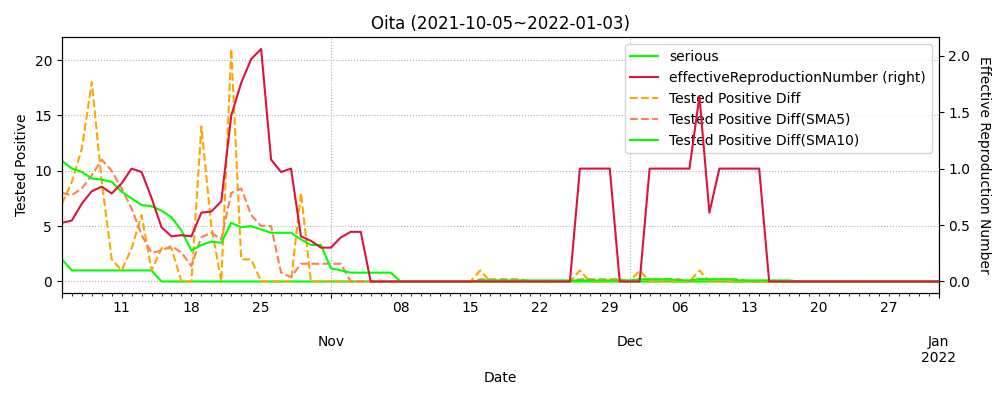 Oita (2021-10-05~2022-01-03)
serious
effectiveReproductionNumber (right)
Tested Positive Diff
Tested Positive Diff(SMA5)
Tested Positive Diff(SMA10)
Tested Positive
20
15
10
5
0
Effective Reproduction Number
2.0
1.5
1.0
0.5
0.0
11 18 25 08 15 22 29 06 13 20 27
Nov Dec Jan
2022
Date